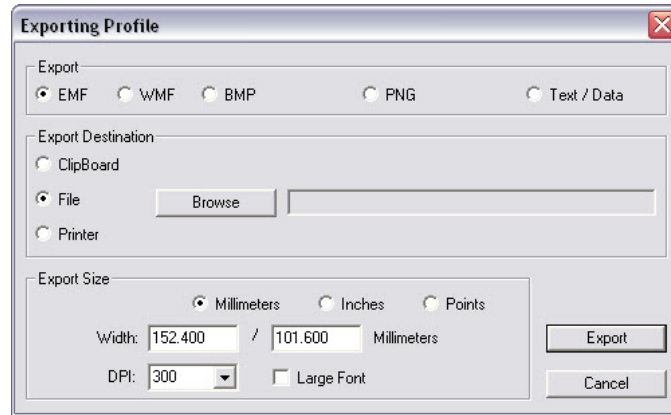 Exporting Profile
Export
EMF WMF BMP PNG Text / Data
Export Destination
ClipBoard
File Browse
Printer
Export Size
Millimeters Inches Points
Width: 152.400 / 101.600 Millimeters Export
DPI: 300 Large Font Cancel